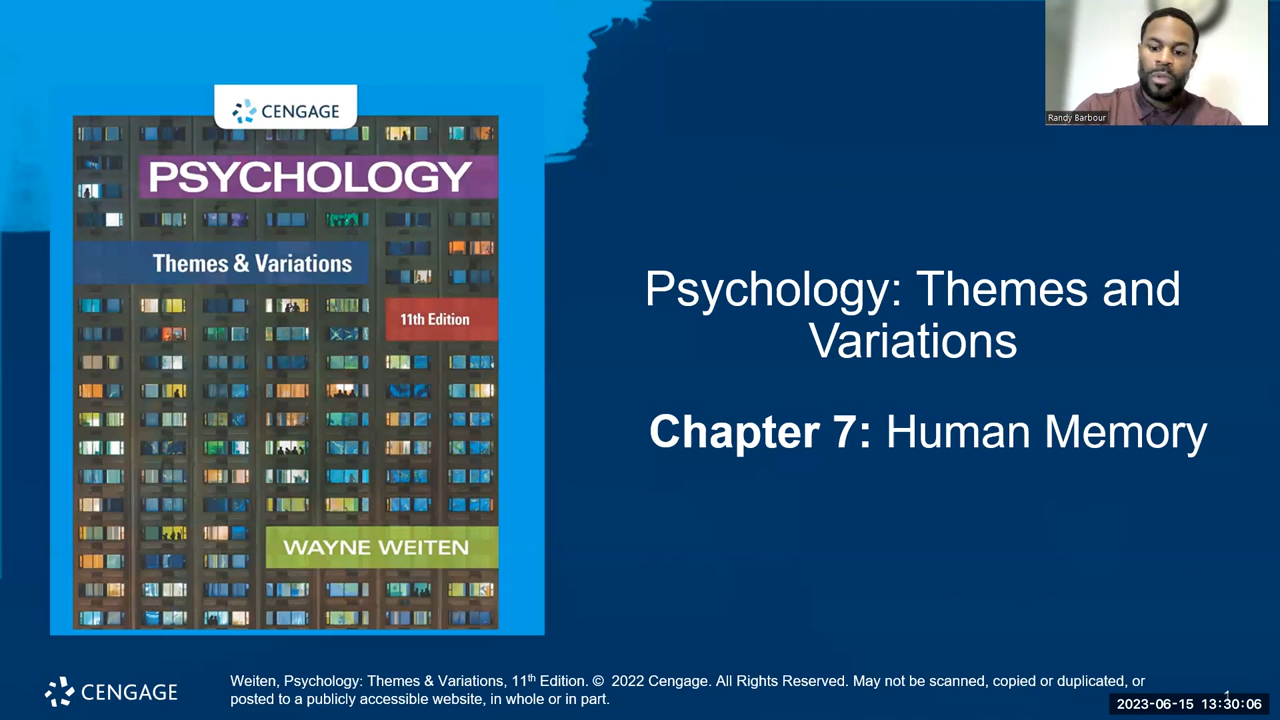 CENGAGE
PSYCHOLOGY
Themes & Variations
11th Edition
WAYNE WEITEN
Randy Barbour
Psychology: Themes and
Variations
Chapter 7: Human Memory
CENGAGE
Weiten, Psychology: Themes & Variations, 11th Edition. © 2022 Cengage. All Rights Reserved. May not be scanned, copied or duplicated, or
posted to a publicly accessible website, in whole or in part.
1
2023-06-15 13:30:06